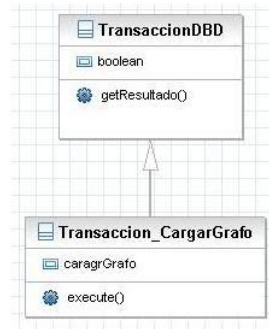 TransaccionDBD
boolean
getResultado()
Transaccion_CargarGrafo
caragrGrafo
execute()